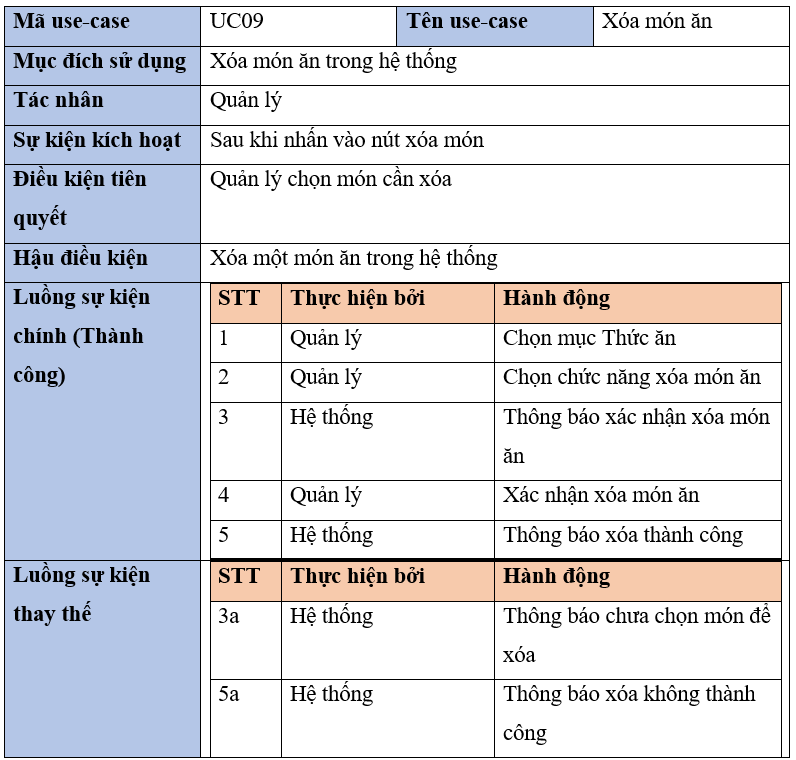 Mã use-case UC09 Tên use-case Xóa món ăn
Mục đích sử dụng Xóa món ăn trong hệ thống
Tác nhân Quản lý
Sự kiện kích hoạt Sau khi nhấn vào nút xóa món
Điều kiện tiên Quản lý chọn món cần xóa
quyết
Hậu điều kiện Xóa một món ăn trong hệ thống
Luồng sự kiện STT Thực hiện bởi Hành động
chính (Thành 1 Quản lý Chọn mục Thức ăn
công) 2 Quản lý Chọn chức năng xóa món ăn
3 Hệ thống Thông báo xác nhận xóa món
ăn
4 Quản lý Xác nhận xóa món ăn
5 Hệ thống Thông báo xóa thành công
Luồng sự kiện STT Thực hiện bởi Hành động
thay thế 3a Hệ thống Thông báo chưa chọn món để
xóa
5a Hệ thống Thông báo xóa không thành
công